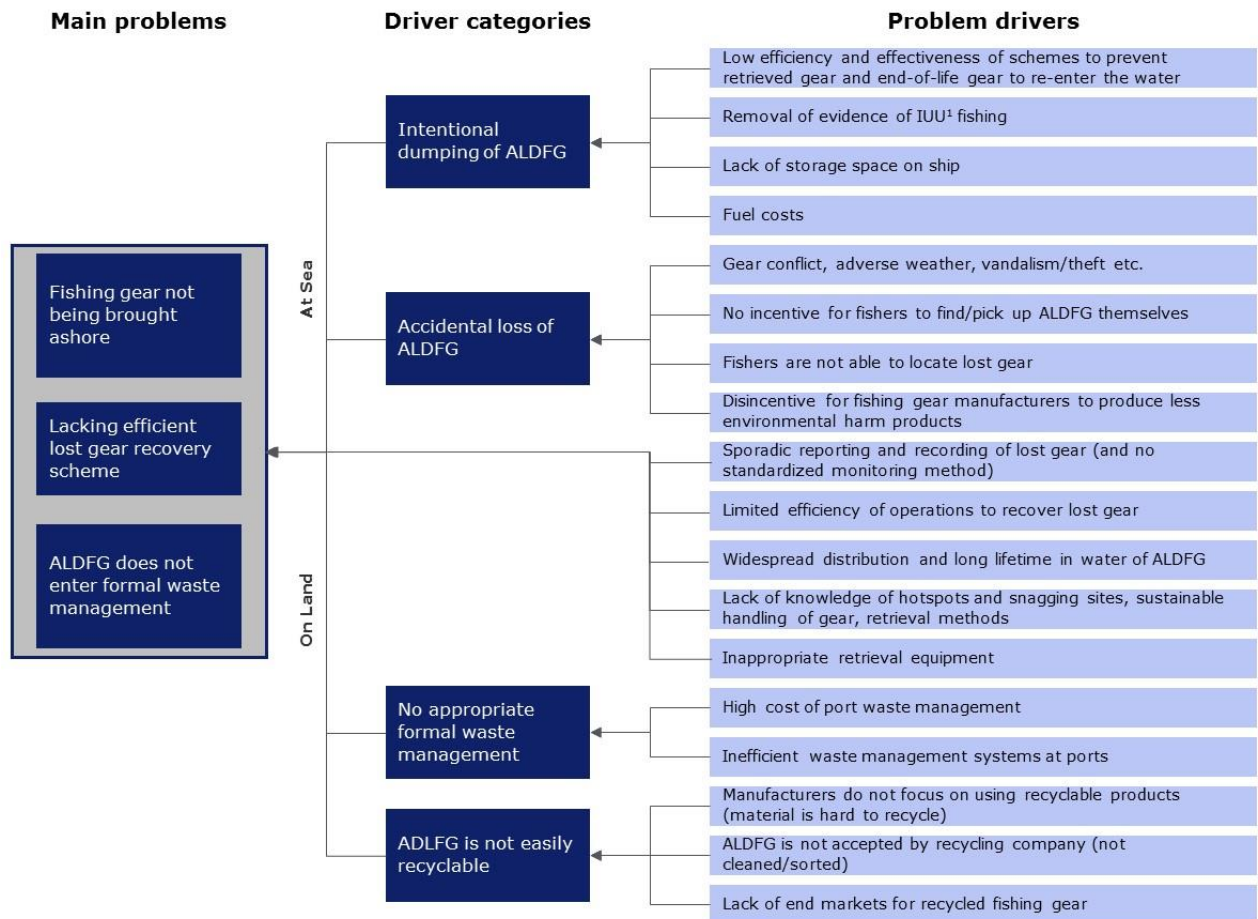 Main problems
Driver categories
Problem drivers
Fishing gear not
being brought
ashore
Lacking efficient
lost gear recovery
scheme
ALDFG does not
enter formal waste
management
At Sea
On Land
Intentional
dumping of ALDFG
Accidental loss of
ALDFG
No appropriate
formal waste
management
ADLFG is not easily
recyclable
Low efficiency and effectiveness of schemes to prevent
retrieved gear and end-of-life gear to re-enter the water
Removal of evidence of IUU¹ fishing
Lack of storage space on ship
Fuel costs
Gear conflict, adverse weather, vandalism/theft etc.
No incentive for fishers to find/pick up ALDFG themselves
Fishers are not able to locate lost gear
Disincentive for fishing gear manufacturers to produce less
environmental harm products
Sporadic reporting and recording of lost gear (and no
standardized monitoring method)
Limited efficiency of operations to recover lost gear
Widespread distribution and long lifetime in water of ALDFG
Lack of knowledge of hotspots and snagging sites, sustainable
handling of gear, retrieval methods
Inappropriate retrieval equipment
High cost of port waste management
Inefficient waste management systems at ports
Manufacturers do not focus on using recyclable products
(material is hard to recycle)
ALDFG is not accepted by recycling company (not
cleaned/sorted)
Lack of end markets for recycled fishing gear